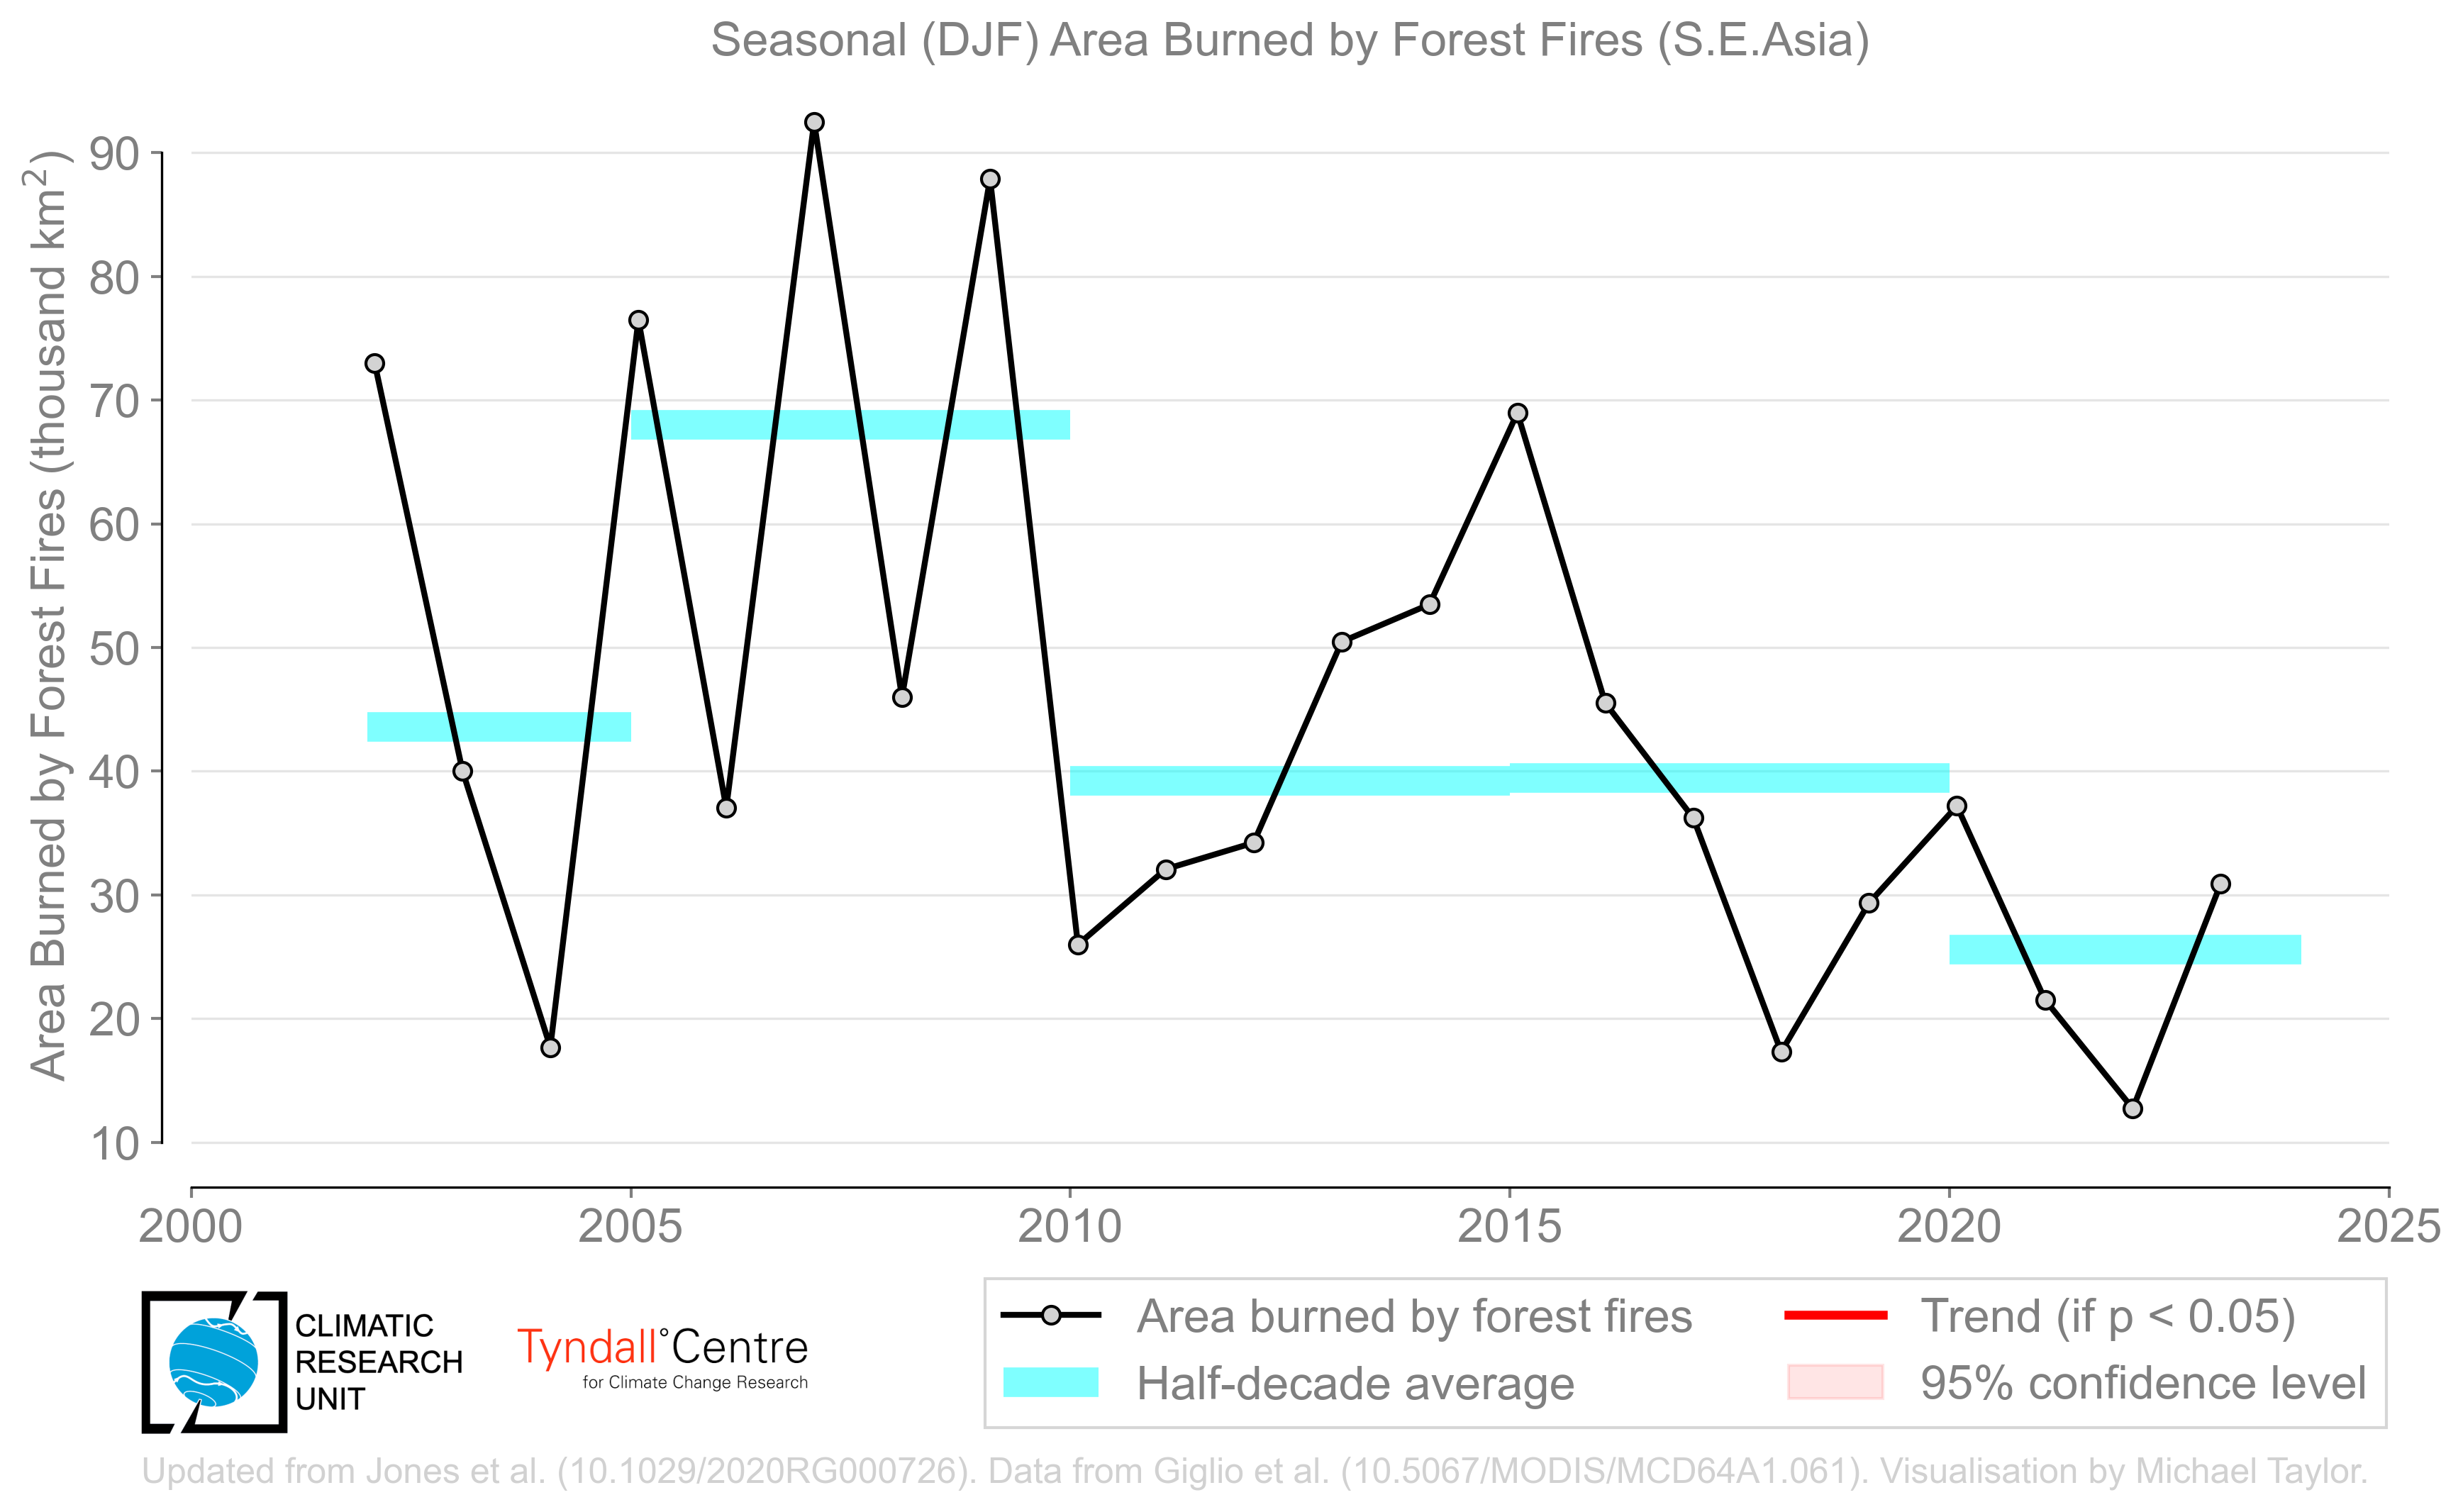 Seasonal (DJF) Area Burned by Forest Fires (S.E.Asia)
Area Burned by Forest Fires (thousand km²)
90
80
70
60
50
40
30
20
10
2000 2005 2010 2015 2020 2025
CLIMATIC
RESEARCH
UNIT
Tyndall°Centre
for Climate Change Research
Area burned by forest fires
Half-decade average
Trend (if p < 0.05)
95% confidence level
Updated from Jones et al. (10.1029/2020RG000726). Data from Giglio et al. (10.5067/MODIS/MCD64A1.061). Visualisation by Michael Taylor.